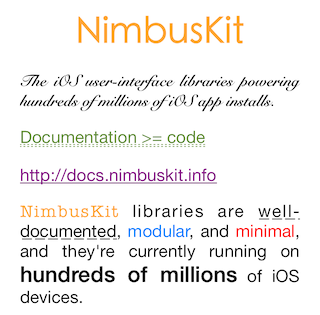 NimbusKit
The iOS user-interface libraries powering
hundreds of millions of iOS app installs.
Documentation >= code
http://docs.nimbuskit.info
NimbusKit libraries are well-
documented, modular, and minimal,
and they're currently running on
hundreds of millions of iOS
devices.